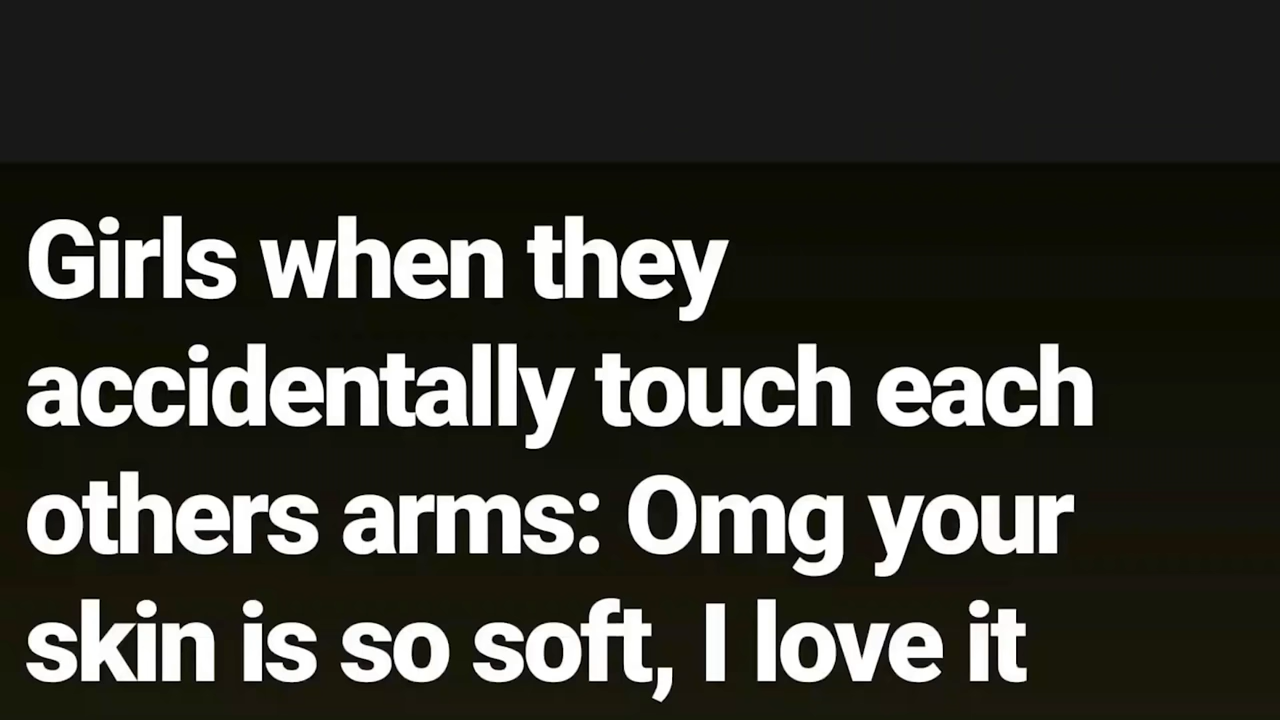 Girls when they
accidentally touch each
others arms: Omg your
skin is so soft, I love it